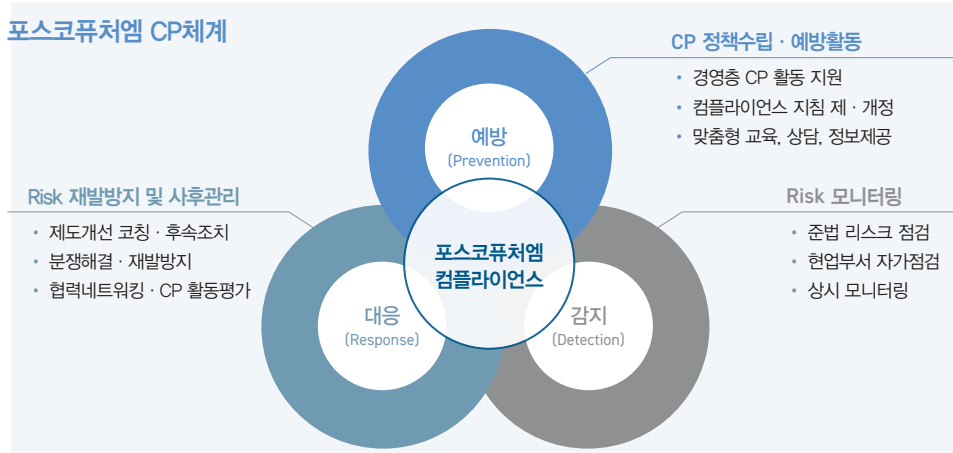 포스코퓨처엠 CP체계
CP 정책수립 · 예방활동
• 경영층 CP 활동 지원
• 컴플라이언스 지침 제 · 개정
• 맞춤형 교육, 상담, 정보제공
예방
(Prevention)
Risk 재발방지 및 사후관리
• 제도개선 코칭 · 후속조치
• 분쟁해결 · 재발방지
• 협력네트워킹 · CP 활동평가
Risk 모니터링
• 준법 리스크 점검
• 현업부서 자가점검
• 상시 모니터링
포스코퓨처엠
컴플라이언스
대응
(Response)
감지
(Detection)